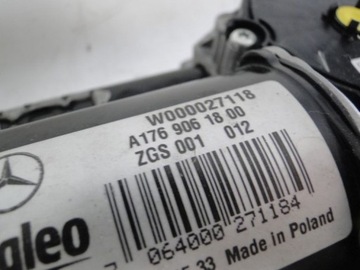 W000027118
A176 906 18 00
ZGS 001 012
aleo
064000 271184
.33 Made in Poland